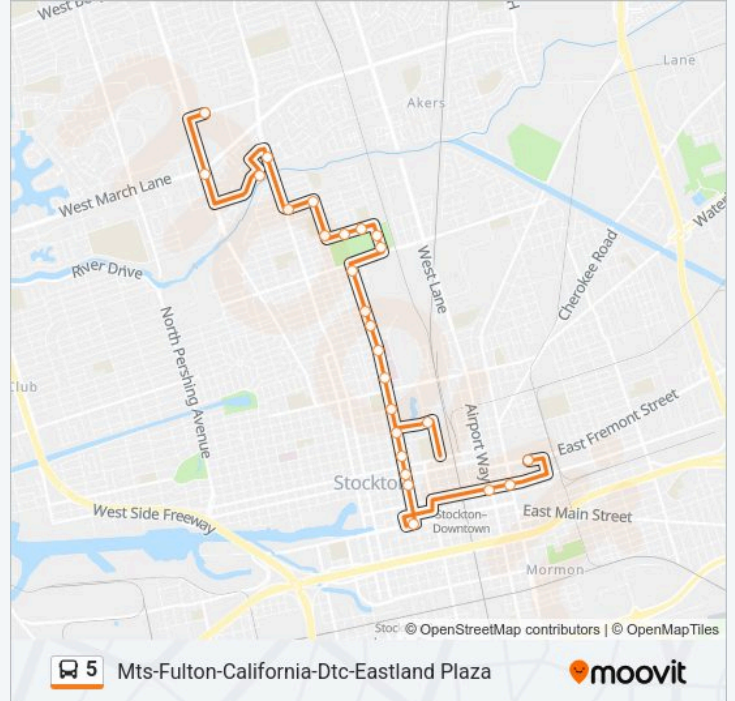 West
H
Lane
Akers
West March Lane
Water
River Drive
West Lane
Cherokee Road
North Pershing Avenue
Club
Airport Way
East Fremont Street
Stockton
West Side Freeway
Stockton–
Downtown
East Main Street
Mormon
Stoc
© OpenStreetMap contributors | © OpenMapTiles
5 Mts-Fulton-California-Dtc-Eastland Plaza
moovit